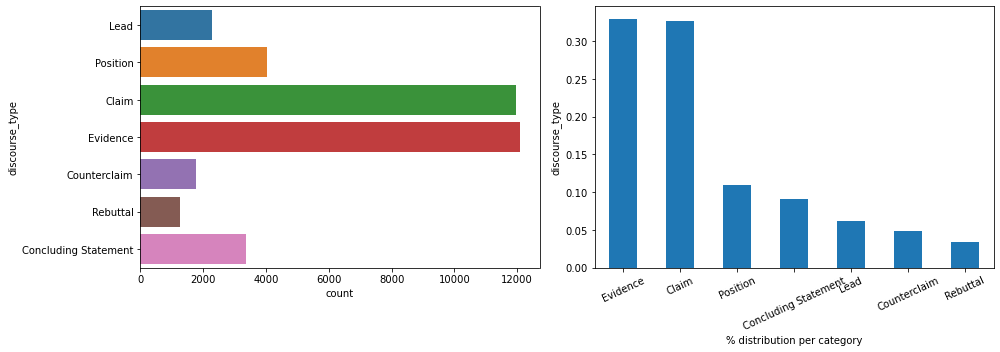 discourse_type
Lead
Position
Claim
Evidence
Counterclaim
Rebuttal
Concluding Statement
0 2000 4000 6000 8000 10000 12000
count
discourse_type
0.30
0.25
0.20
0.15
0.10
0.05
0.00
Evidence Claim Position Concluding Statement Lead Counterclaim Rebuttal
% distribution per category